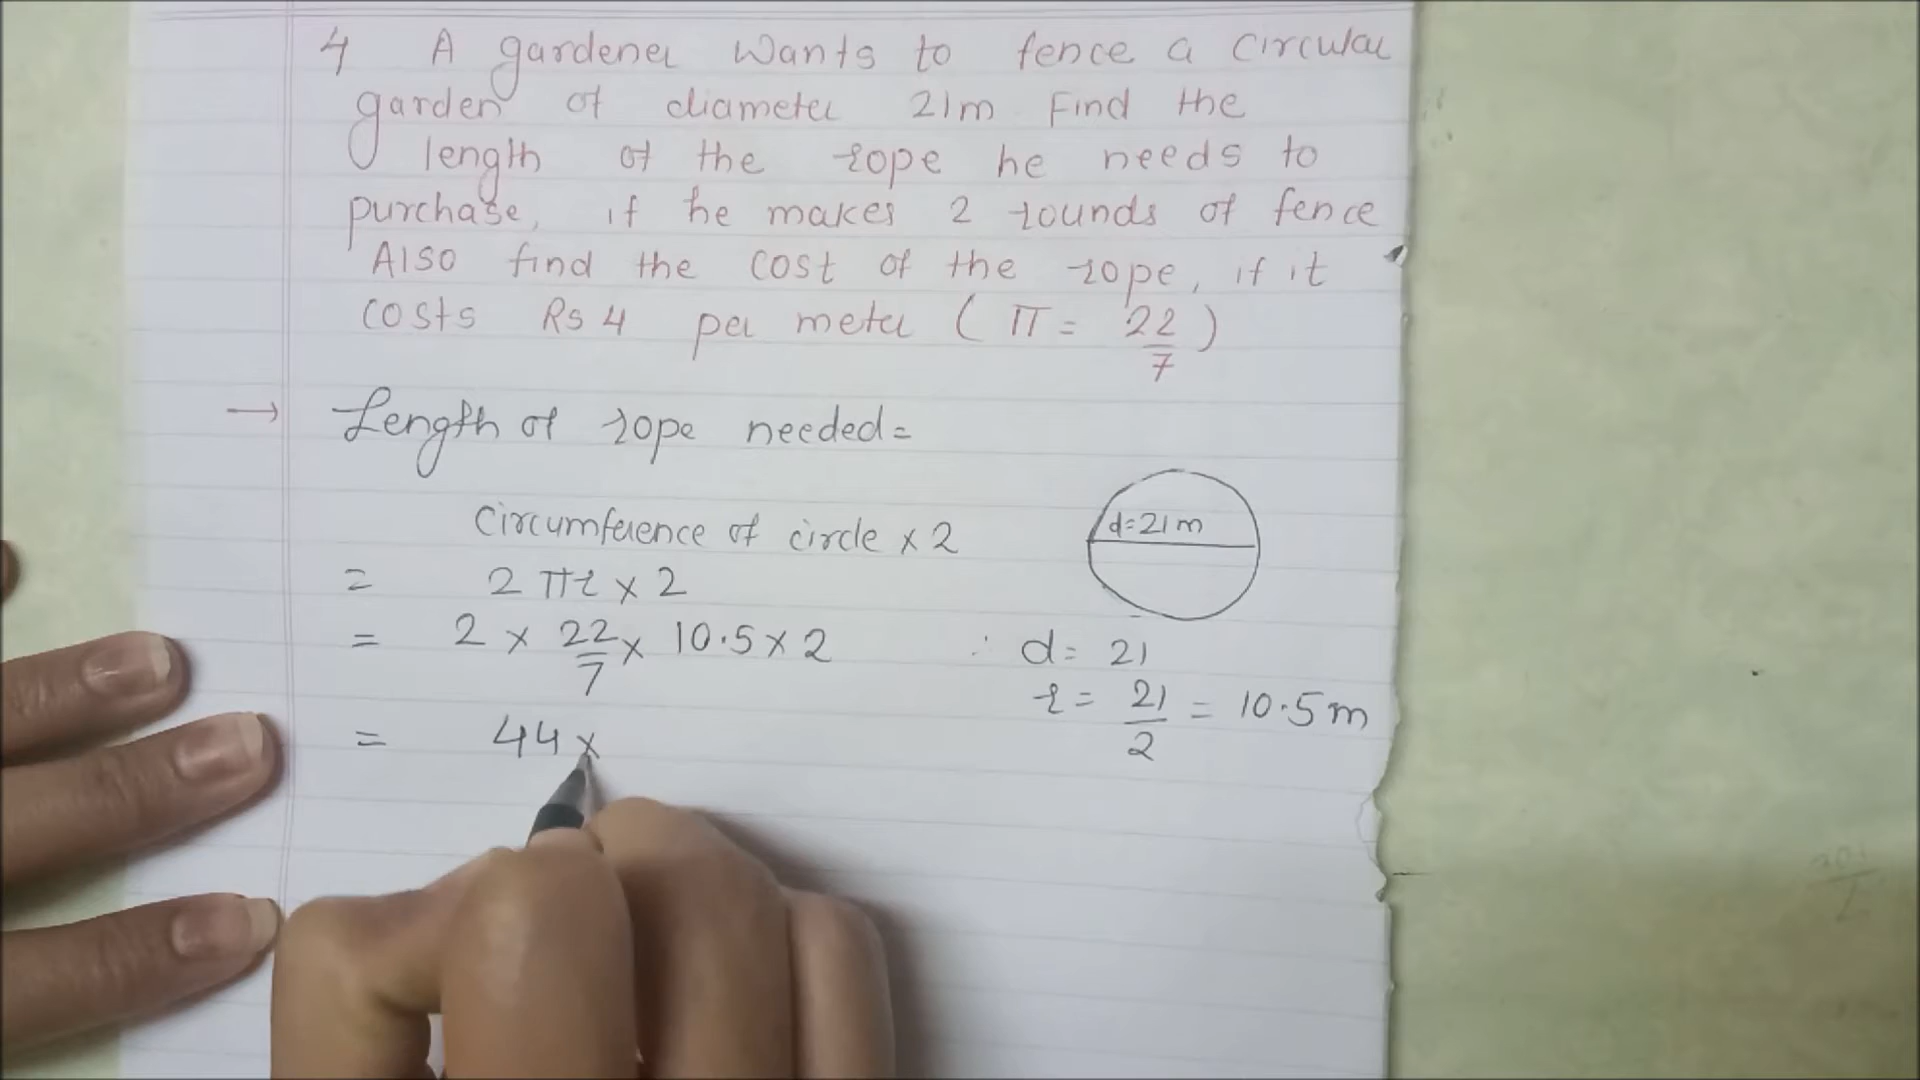 4 A gardener wants to fence a circular
garden of diameter 21m Find the
length of the rope he needs to
purchase, if he makes 2 rounds of fence
Also find the cost of the rope, if it
costs Rs 4 per meter ( π = 22/7 )
→ Length of rope needed =
Circumference of circle × 2
d=21m
= 2πr × 2
= 2 × 22/7 × 10.5 × 2
∴ d = 21
r = 21/2 = 10.5 m
= 44 ×